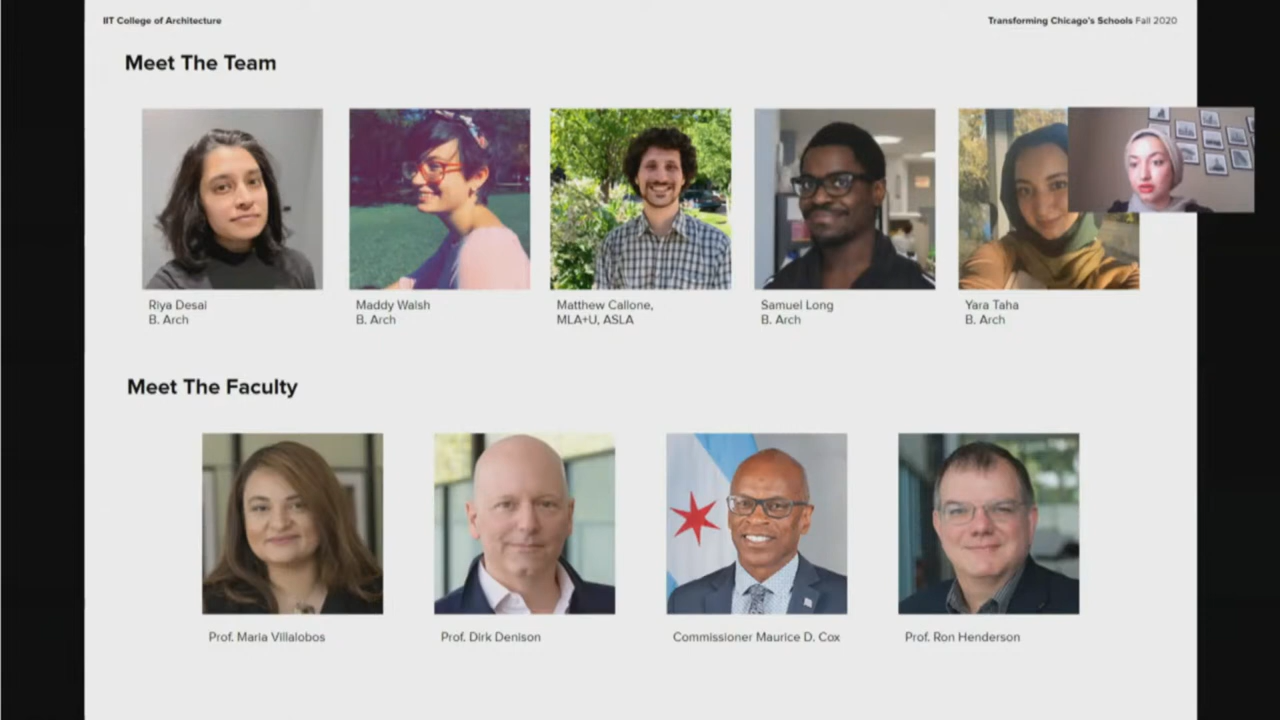 IIT College of Architecture
Transforming Chicago's Schools Fall 2020
Meet The Team
Riya Desai
B. Arch
Maddy Walsh
B. Arch
Matthew Callone,
MLA+U, ASLA
Samuel Long
B. Arch
Yara Taha
B. Arch
Meet The Faculty
Prof. Maria Villalobos
Prof. Dirk Denison
Commissioner Maurice D. Cox
Prof. Ron Henderson